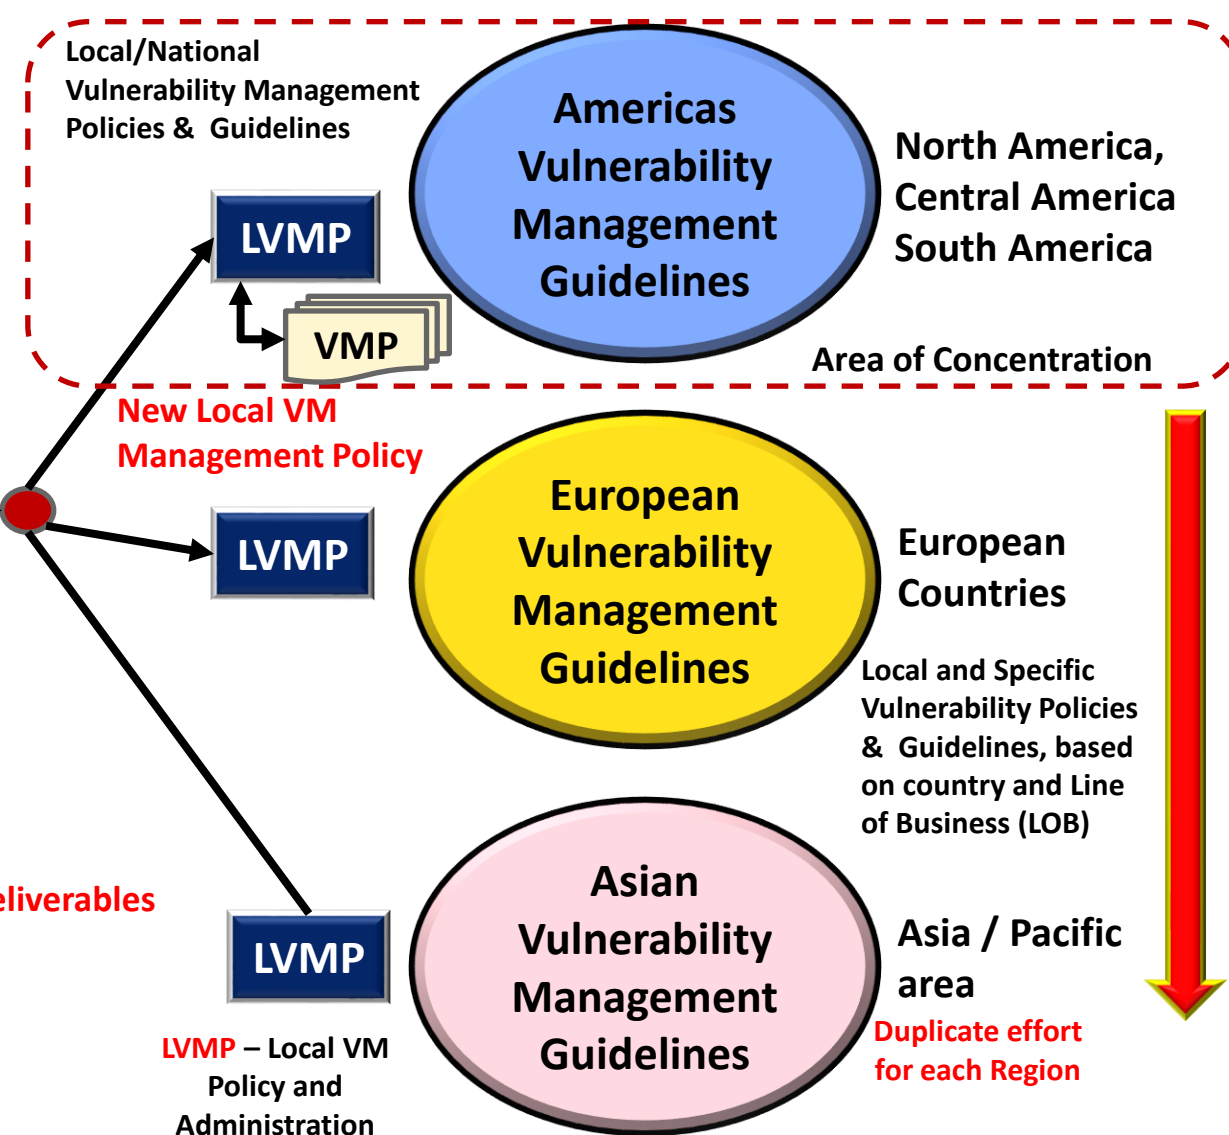 Local/National
Vulnerability Management
Policies & Guidelines
Americas
Vulnerability
Management
Guidelines
North America,
Central America
South America
LVMP
VMP
Area of Concentration
New Local VM
Management Policy
European
Vulnerability
Management
Guidelines
LVMP
European
Countries
Local and Specific
Vulnerability Policies
& Guidelines, based
on country and Line
of Business (LOB)
eliverables
Asian
Vulnerability
Management
Guidelines
LVMP
Asia / Pacific
area
Duplicate effort
for each Region
LVMP – Local VM
Policy and
Administration